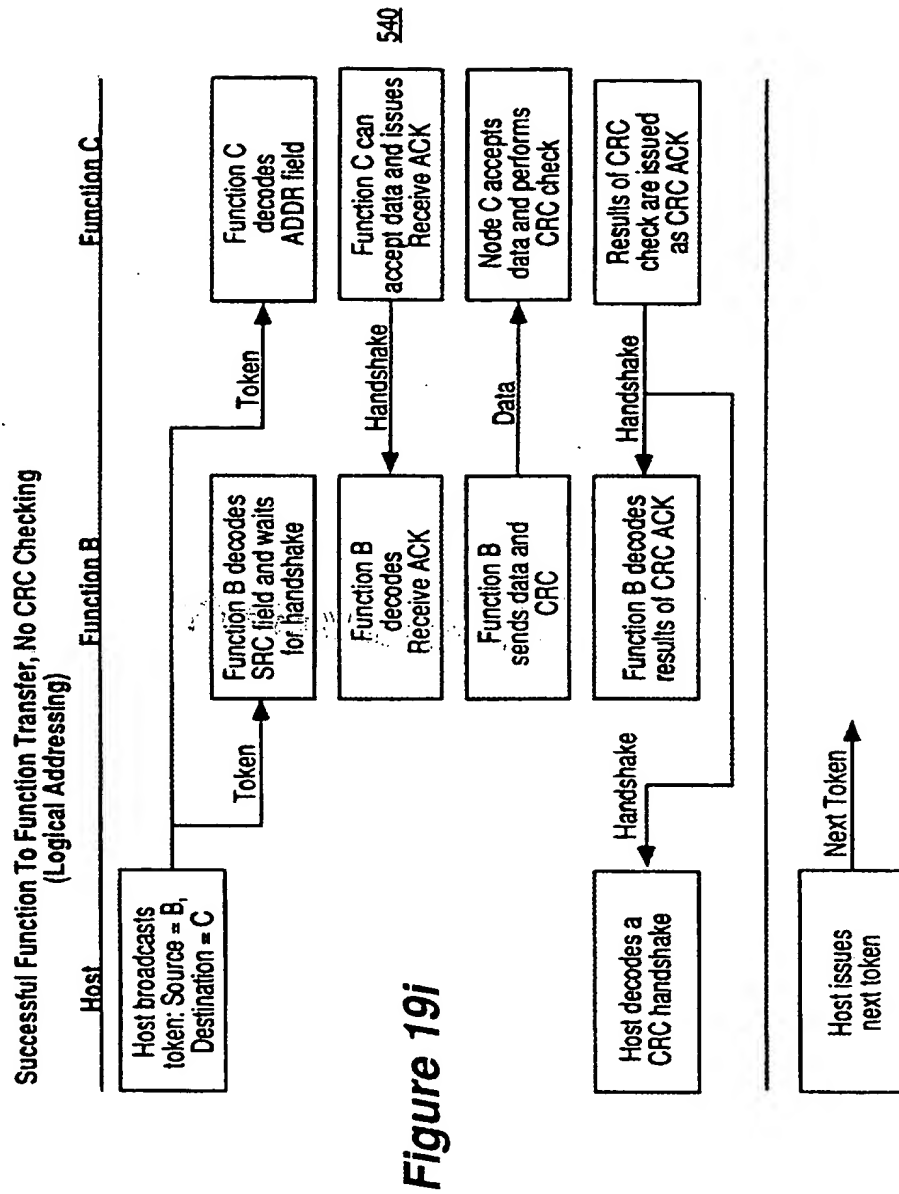 Successful Function To Function Transfer, No CRC Checking
(Logical Addressing)
Host
Function B
Function C
Host broadcasts
token: Source = B,
Destination = C
Token
Token
Function B decodes
SRC field and waits
for handshake
Function C
decodes
ADDR field
540
Function B
decodes
Receive ACK
Handshake
Function C can
accept data and issues
Receive ACK
Function B
sends data and
CRC
Data
Node C accepts
data and performs
CRC check
Host decodes a
CRC handshake
Handshake
Function B decodes
results of CRC ACK
Handshake
Results of CRC
check are issued
as CRC ACK
Host issues
next token
Next Token
Figure 19i